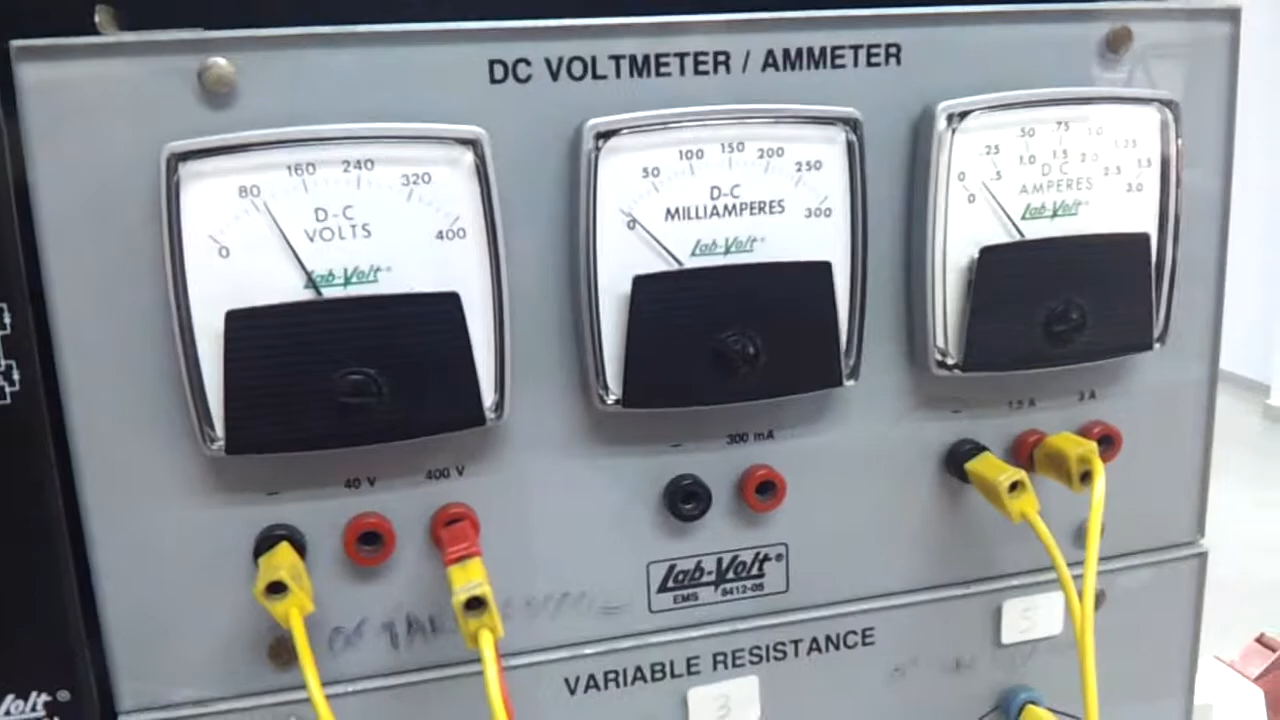 DC VOLTMETER / AMMETER
0 80 160 240 320 400
D-C
VOLTS
Lab-Volt®
0 50 100 150 200 250 300
D-C
MILLIAMPERES
Lab-Volt®
0 .25 .50 .75 1.0 1.25 1.5
0 .5 1.0 1.5 2.0 2.5 3.0
D C
AMPERES
Lab-Volt®
– 40 V 400 V
– 300 mA
– 1.5 A 3 A
Lab-Volt®
EMS 8412-05
VARIABLE RESISTANCE
5
3
Volt®